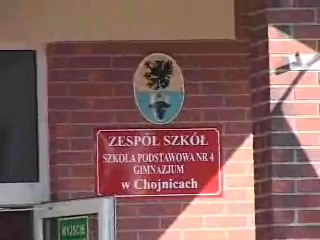 ZESPÓŁ SZKÓŁ
SZKOŁA PODSTAWOWA NR 4
GIMNAZJUM
w Chojnicach
WYJŚCIE